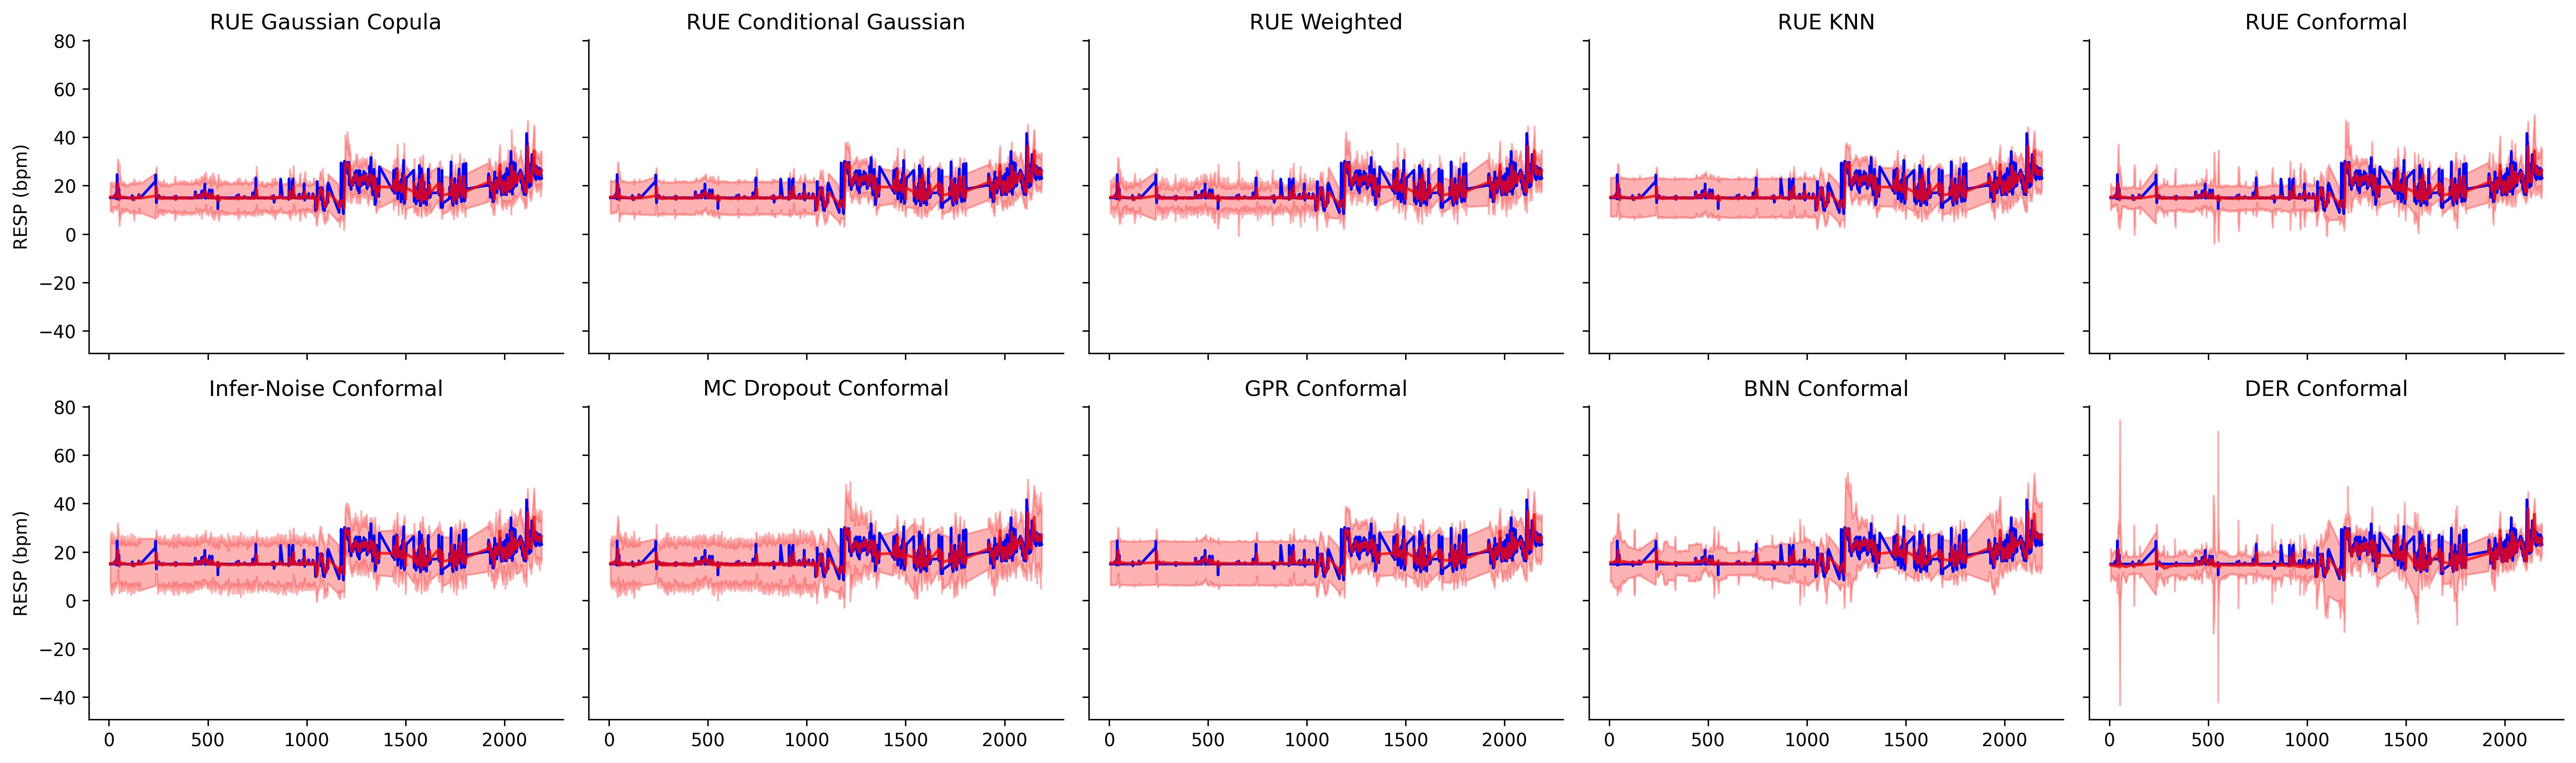 RUE Gaussian Copula
RUE Conditional Gaussian
RUE Weighted
RUE KNN
RUE Conformal
80
60
40
20
0
−20
−40
RESP (bpm)
Infer-Noise Conformal
MC Dropout Conformal
GPR Conformal
BNN Conformal
DER Conformal
80
60
40
20
0
−20
−40
RESP (bpm)
0 500 1000 1500 2000
0 500 1000 1500 2000
0 500 1000 1500 2000
0 500 1000 1500 2000
0 500 1000 1500 2000